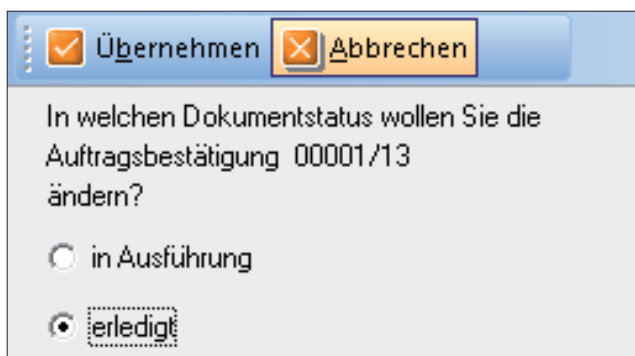 Übernehmen Abbrechen
In welchen Dokumentstatus wollen Sie die
Auftragsbestätigung 00001/13
ändern?
in Ausführung
erledigt